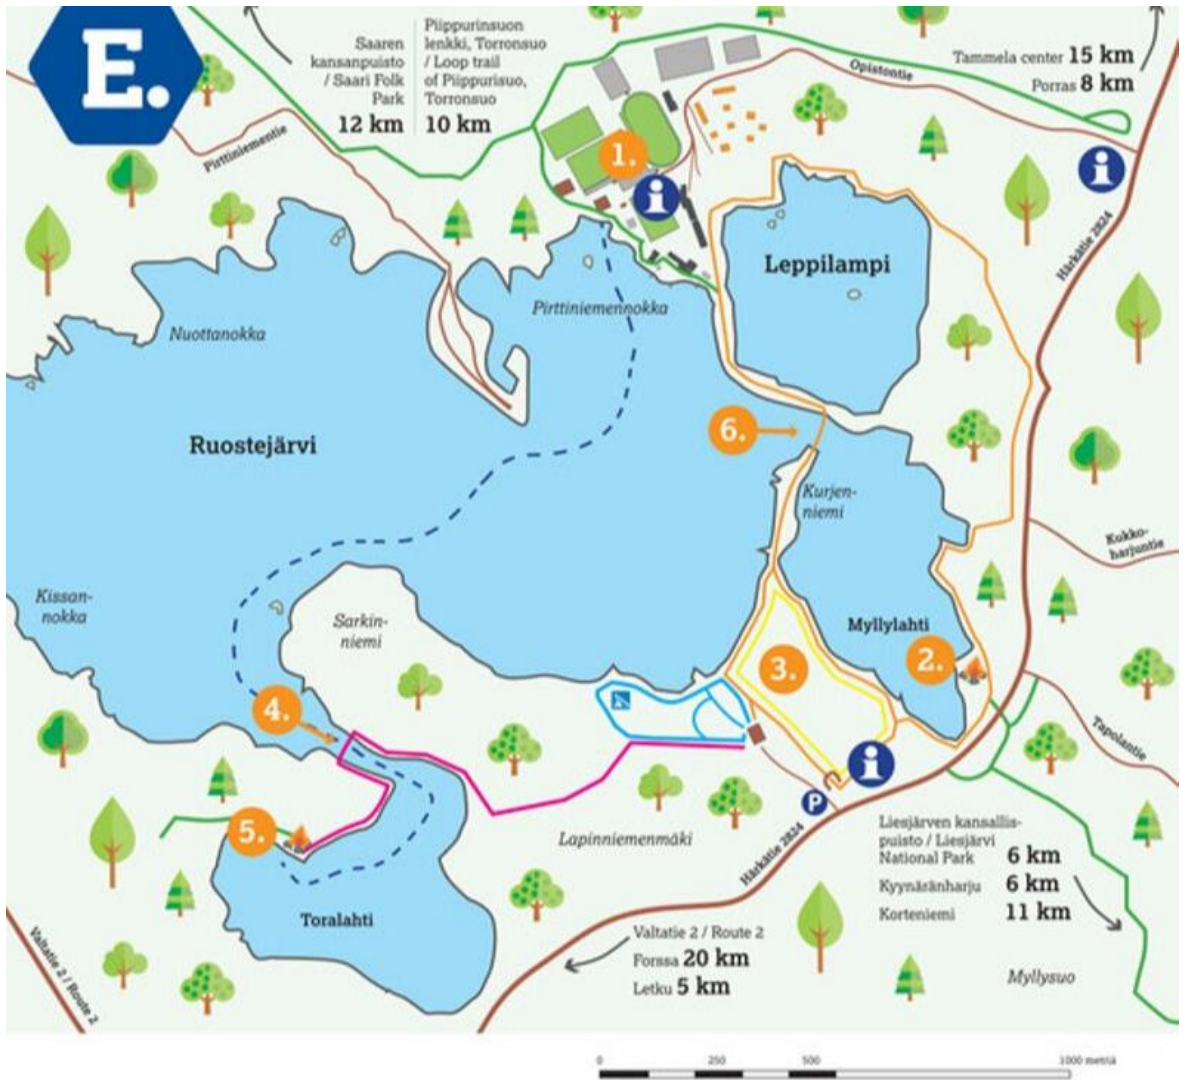 E.
Saaren
kansanpuisto
/ Saari Folk
Park
12 km
Piippurinsuon
lenkki, Torronsuo
/ Loop trail
of Piippurisuo,
Torronsuo
10 km
Tammela center 15 km
Porras 8 km
Opistontie
Pirttiniementie
1.
i
i
Härkätie 2824
Leppilampi
Nuottanokka
Pirttiniemennokka
Ruostejärvi
6.
Kurjen-
niemi
Kukko-
harjuntie
Kissan-
nokka
Sarkin-
niemi
Myllylahti
2.
3.
4.
Tapolantie
i
P
5.
Lapinniemenmäki
Härkätie 2824
Liesjärven kansallis-
puisto / Liesjärvi
National Park 6 km
Kyynäränharju 6 km
Korteniemi 11 km
Toralahti
Valtatie 2 / Route 2
Valtatie 2 / Route 2
Forssa 20 km
Letku 5 km
Myllysuo
0 250 500 1000 metriä